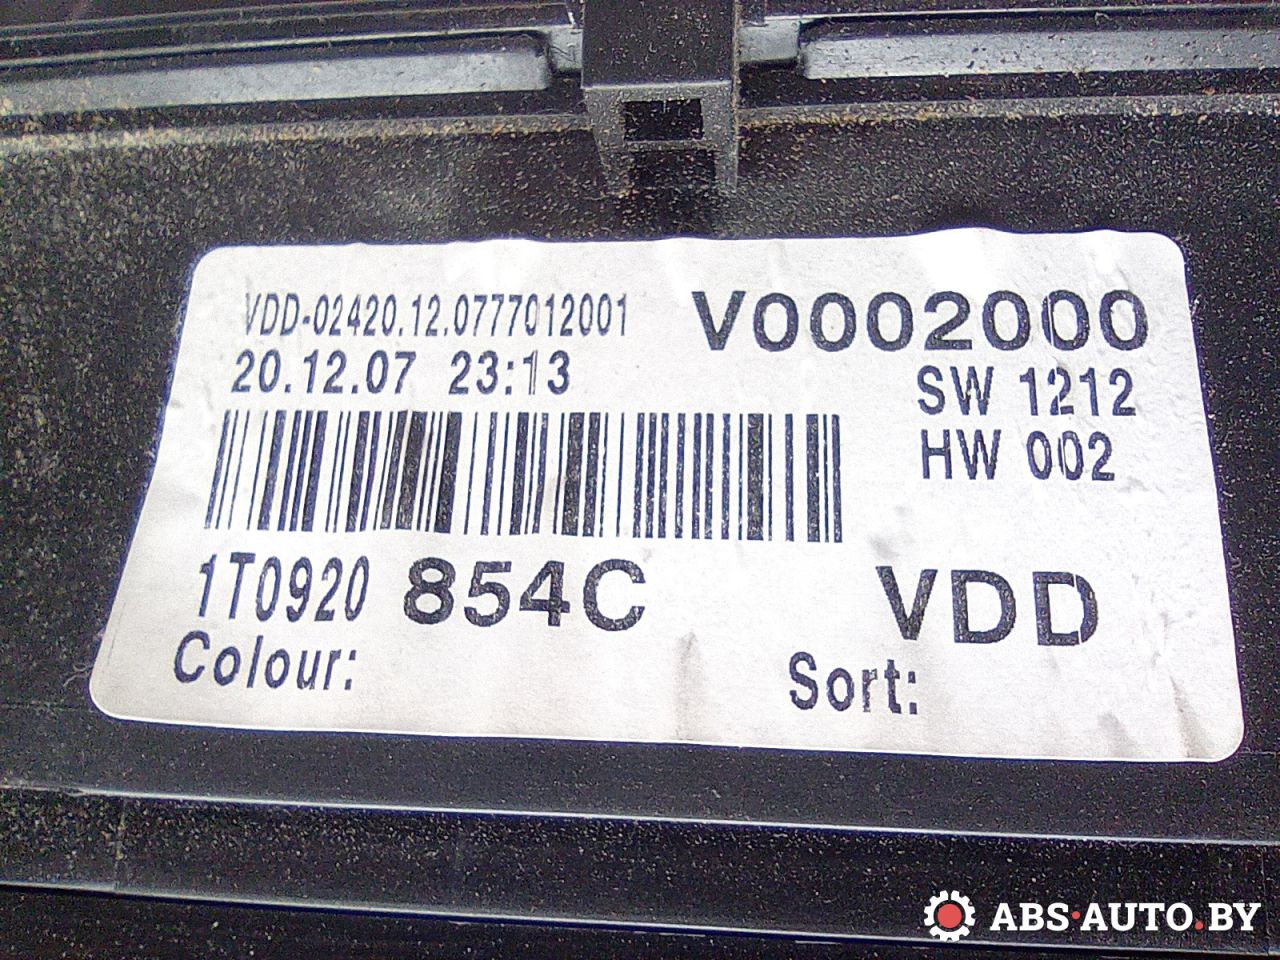 VDD-02420.12.0777012001 V0002000
20.12.07 23:13 SW 1212
HW 002
1T0920 854C VDD
Colour: Sort:
ABS·AUTO.BY